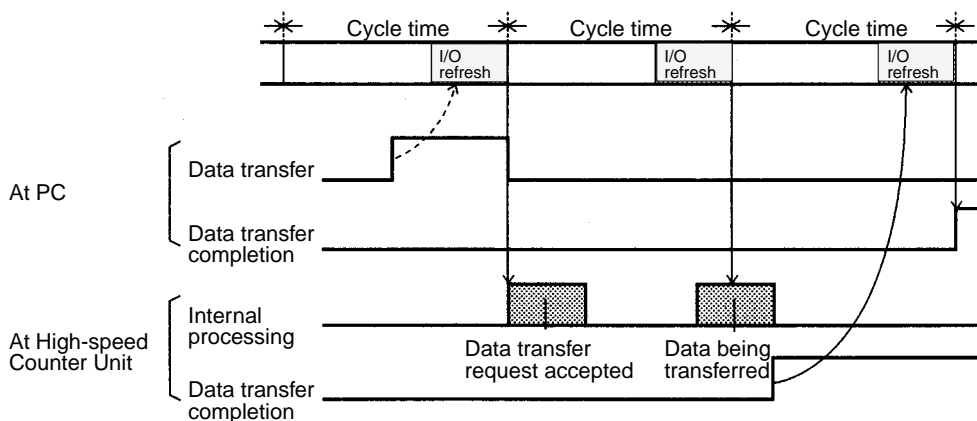 Cycle time Cycle time Cycle time
I/O I/O I/O
refresh refresh refresh
Data transfer
At PC
Data transfer
completion
Internal
processing
At High-speed
Counter Unit
Data transfer Data being
request accepted transferred
Data transfer
completion